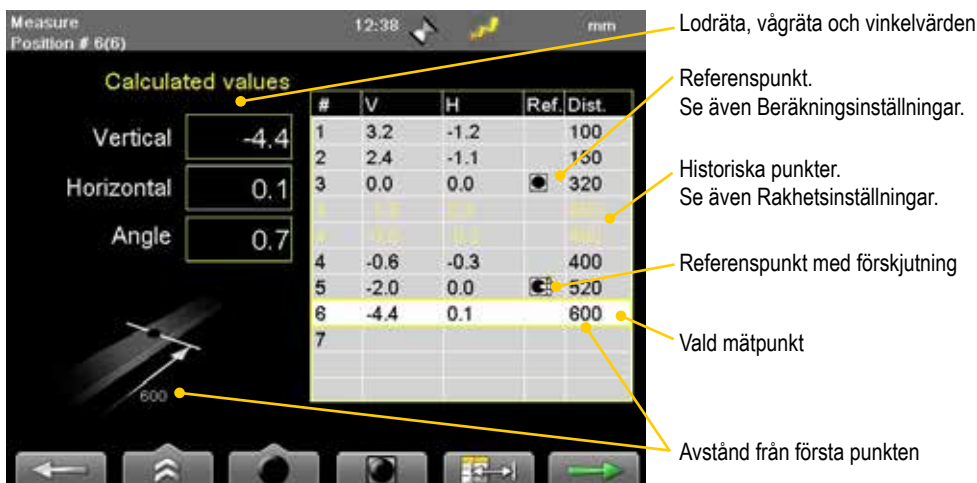 Measure 12:38 mm
Position # 6(6)
Calculated values
Vertical -4.4
Horizontal 0.1
Angle 0.7
# V H Ref. Dist.
1 3.2 -1.2 100
2 2.4 -1.1 150
3 0.0 0.0 320
4 -0.6 -0.3 400
5 -2.0 0.0 520
6 -4.4 0.1 600
7
600
Lodräta, vågräta och vinkelvärden
Referenspunkt.
Se även Beräkningsinställningar.
Historiska punkter.
Se även Rakhetsinställningar.
Referenspunkt med förskjutning
Vald mätpunkt
Avstånd från första punkten